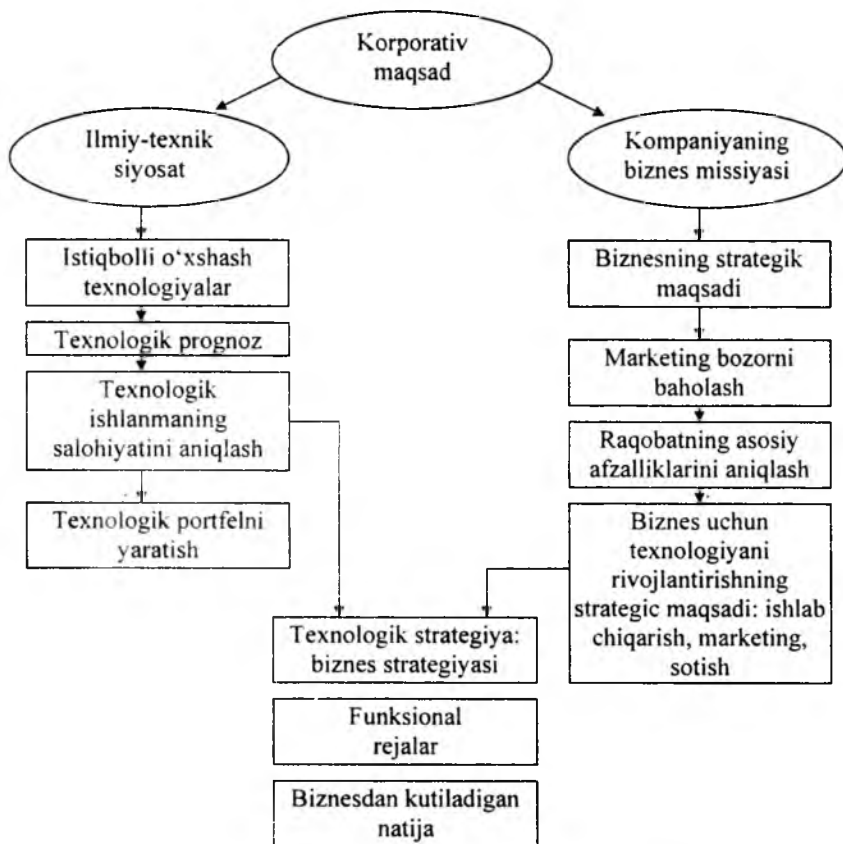 Korporativ
maqsad
Ilmiy-texnik
siyosat
Istiqbolli o‘xshash
texnologiyalar
Texnologik prognoz
Texnologik
ishlanmaning
salohiyatini aniqlash
Texnologik portfelni
yaratish
Kompaniyaning
biznes missiyasi
Biznesning strategik
maqsadi
Marketing bozorni
baholash
Raqobatning asosiy
afzalliklarini aniqlash
Biznes uchun
texnologiyani
rivojlantirishning
strategic maqsadi: ishlab
chiqarish, marketing,
sotish
Texnologik strategiya:
biznes strategiyasi
Funksional
rejalar
Biznesdan kutiladigan
natija